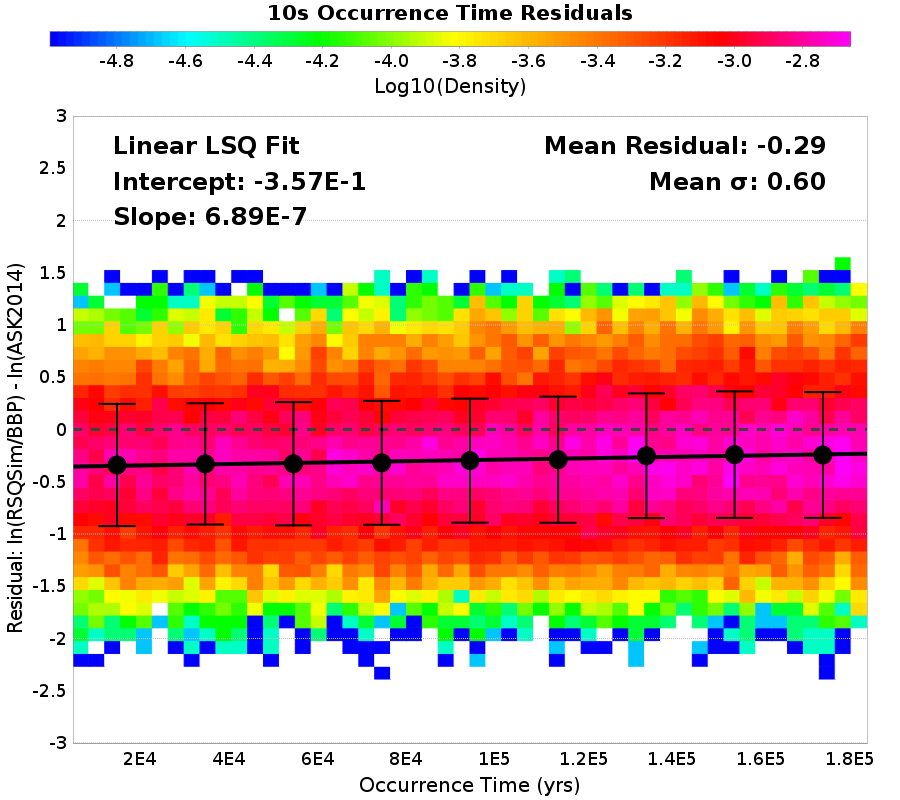 10s Occurrence Time Residuals
-4.8 -4.6 -4.4 -4.2 -4.0 -3.8 -3.6 -3.4 -3.2 -3.0 -2.8
Log10(Density)
Linear LSQ Fit
Intercept: -3.57E-1
Slope: 6.89E-7
Mean Residual: -0.29
Mean σ: 0.60
3
2.5
2
1.5
1
0.5
0
-0.5
-1
-1.5
-2
-2.5
-3
Residual: ln(RSQSim/BBP) - ln(ASK2014)
2E4 4E4 6E4 8E4 1E5 1.2E5 1.4E5 1.6E5 1.8E5
Occurrence Time (yrs)